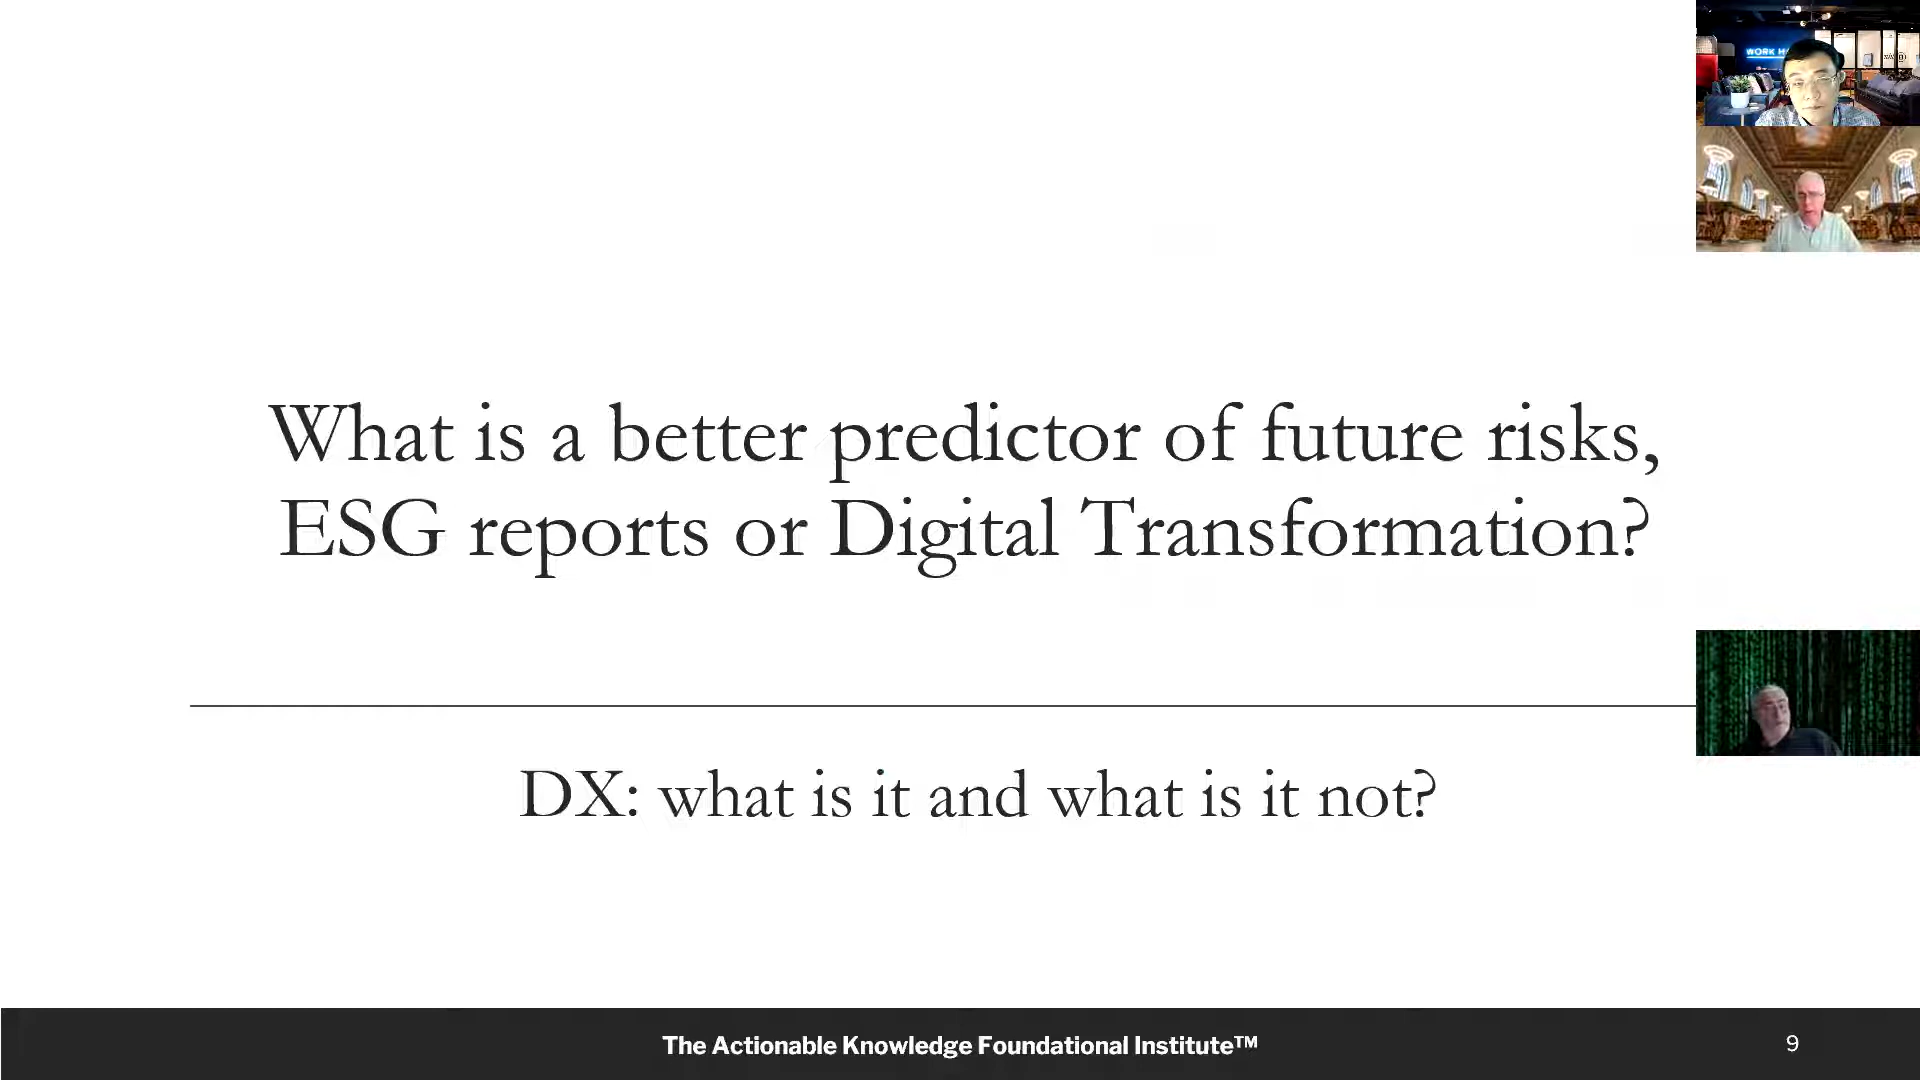 WORK H
What is a better predictor of future risks,
ESG reports or Digital Transformation?
DX: what is it and what is it not?
The Actionable Knowledge Foundational Institute™
9